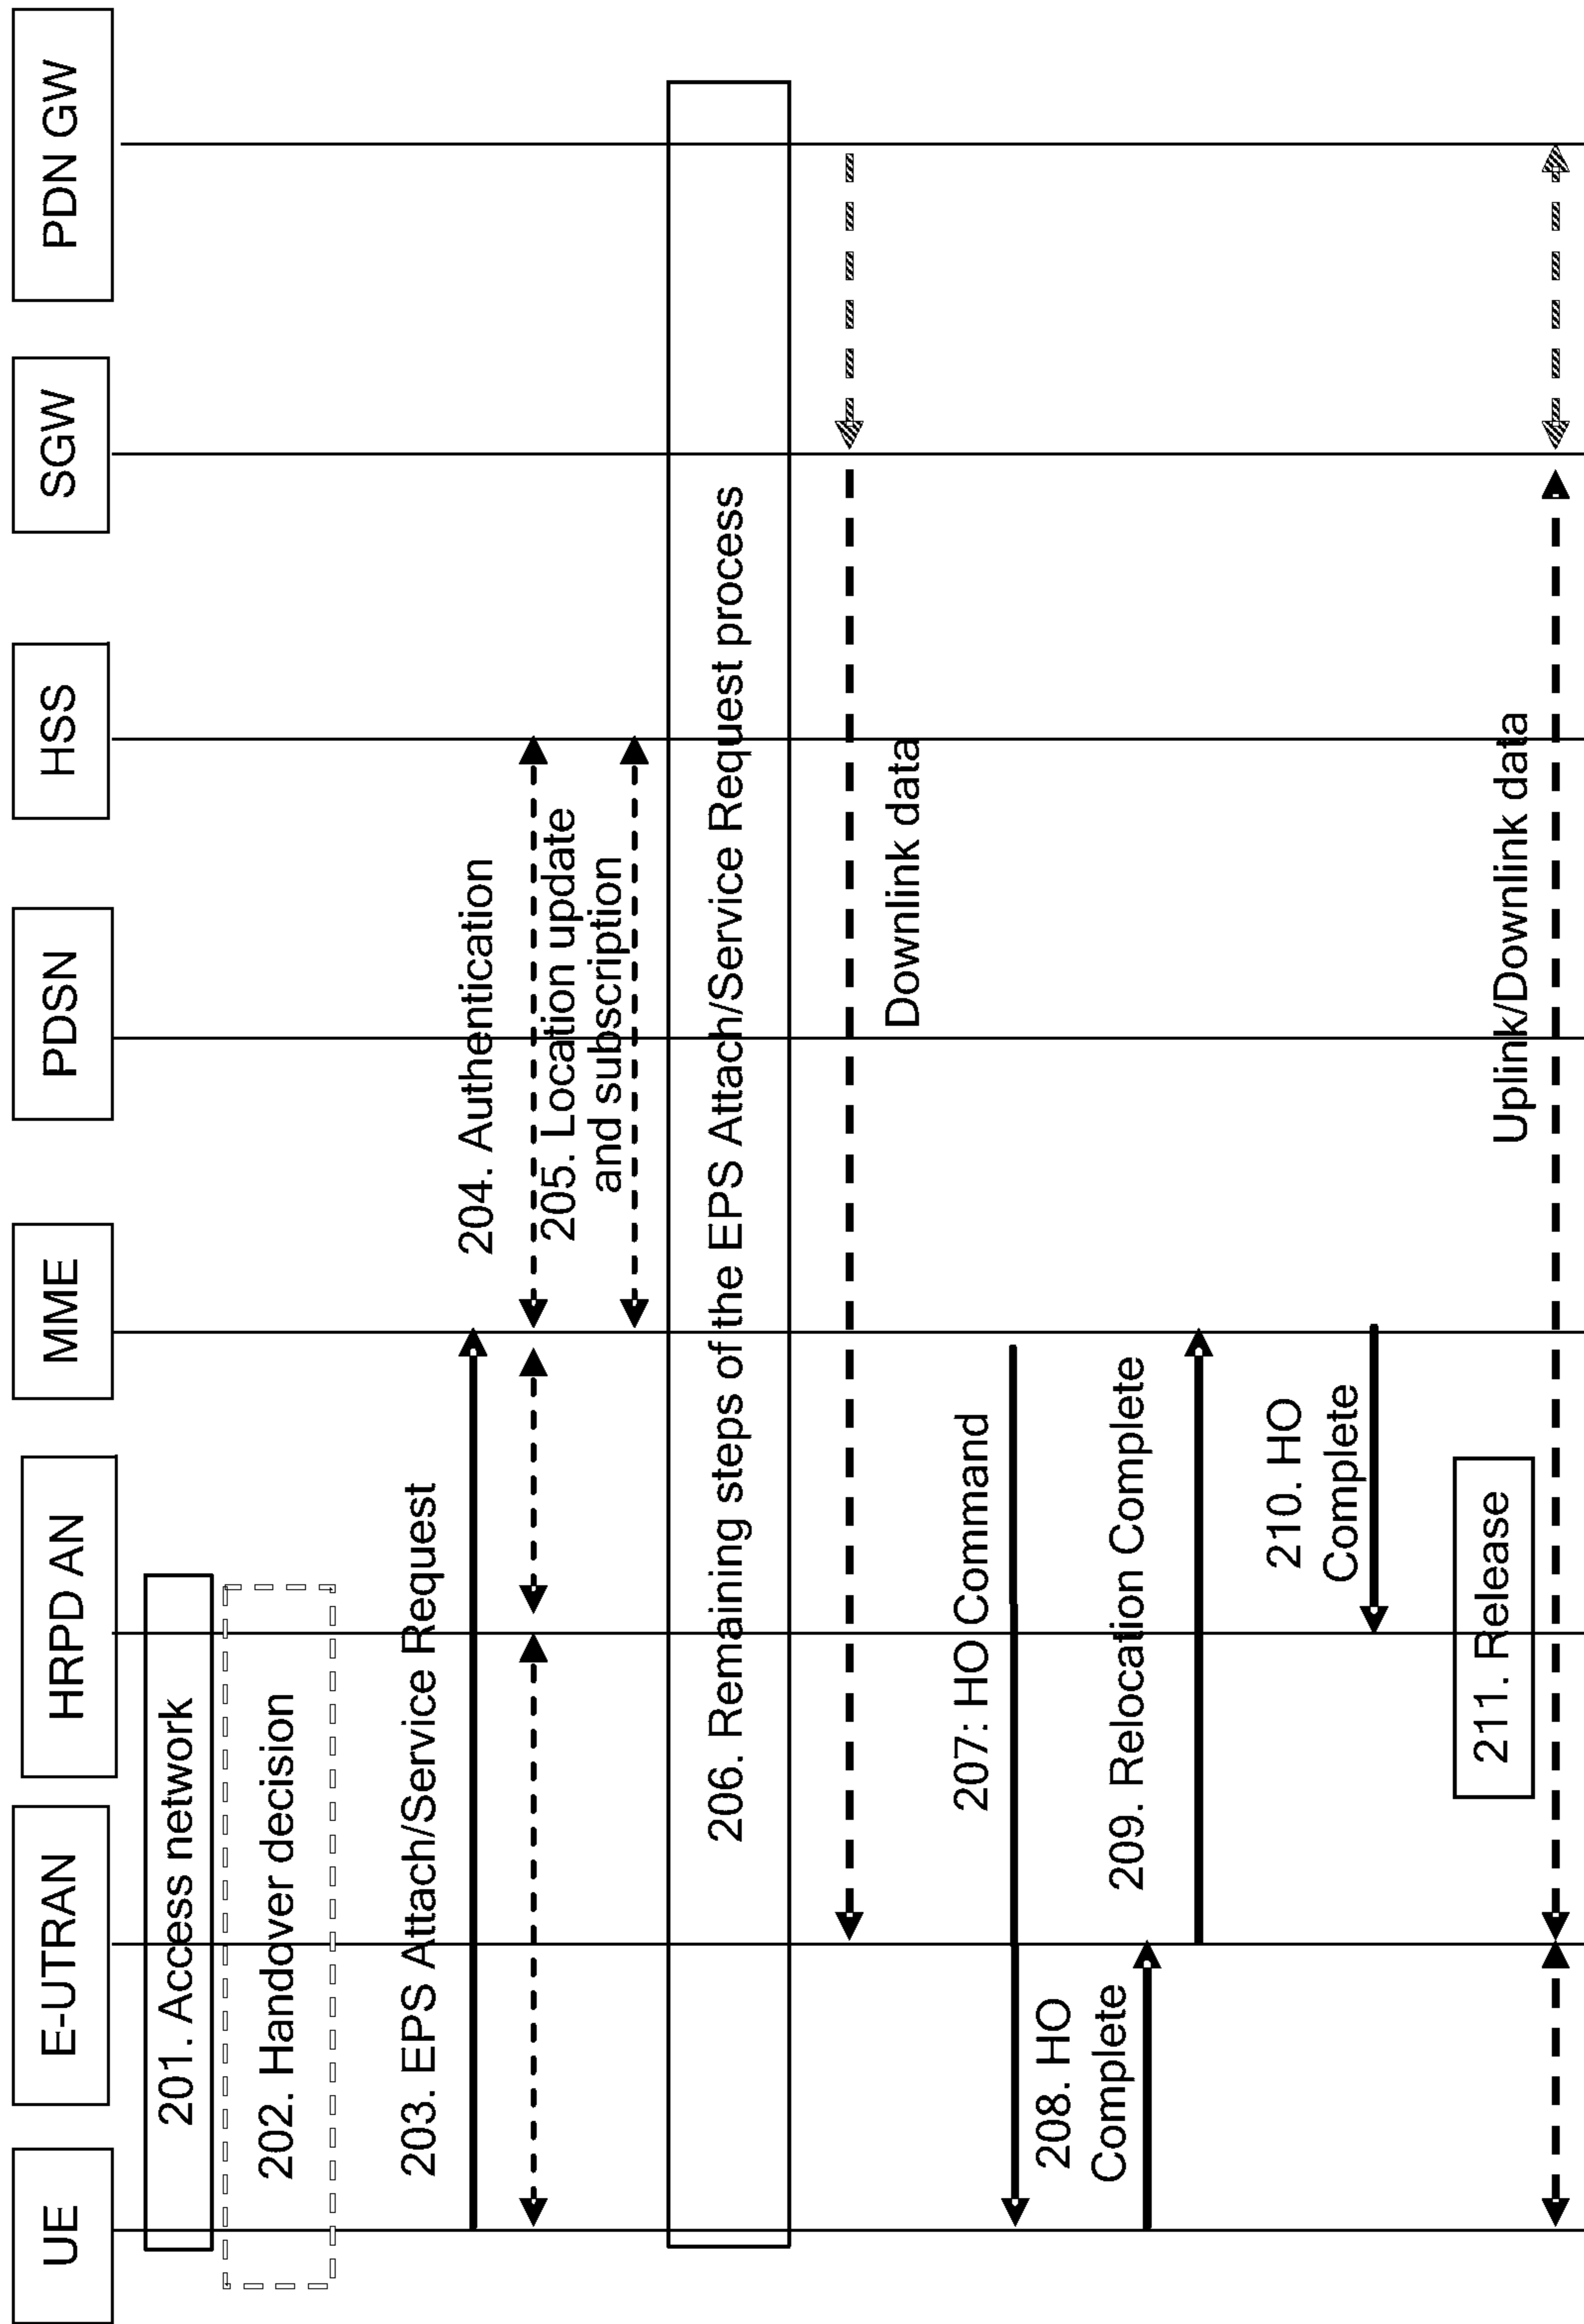 UE
E-UTRAN
HRPD AN
MME
PDSN
HSS
SGW
PDN GW
201. Access network
202. Handover decision
203. EPS Attach/Service Request
204. Authentication
205. Location update
and subscription
206. Remaining steps of the EPS Attach/Service Request process
Downlink data
207: HO Command
208. HO
Complete
209. Relocation Complete
210. HO
Complete
211. Release
Uplink/Downlink data